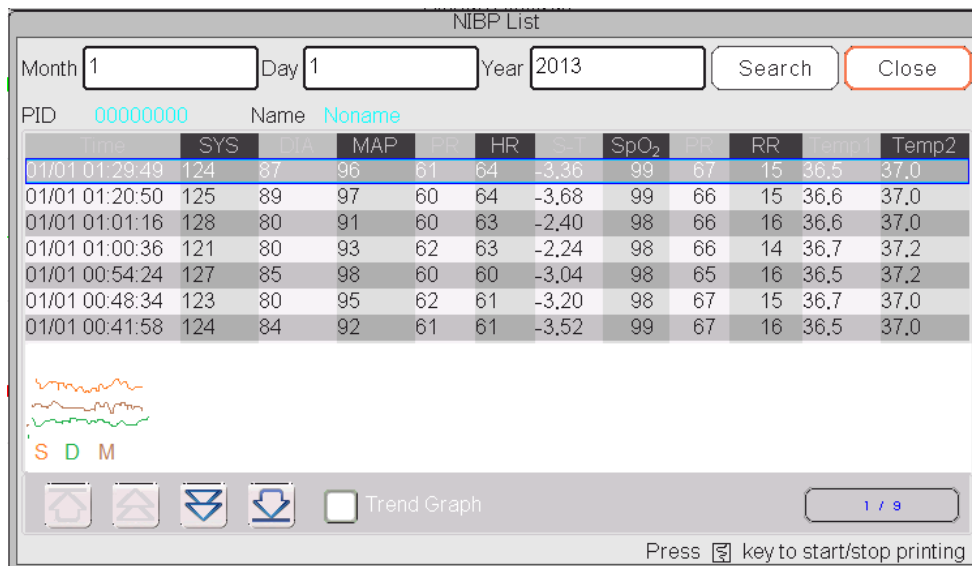 NIBP List
Month 1 Day 1 Year 2013 Search Close
PID 00000000 Name Noname
Time SYS DIA MAP PR HR S-T SpO₂ PR RR Temp1 Temp2
01/01 01:29:49 124 87 96 61 64 -3.36 99 67 15 36.5 37.0
01/01 01:20:50 125 89 97 60 64 -3.68 99 66 15 36.6 37.0
01/01 01:01:16 128 80 91 60 63 -2.40 98 66 16 36.6 37.0
01/01 01:00:36 121 80 93 62 63 -2.24 98 66 14 36.7 37.2
01/01 00:54:24 127 85 98 60 60 -3.04 98 65 16 36.5 37.2
01/01 00:48:34 123 80 95 62 61 -3.20 98 67 15 36.7 37.0
01/01 00:41:58 124 84 92 61 61 -3.52 99 67 16 36.5 37.0
S D M
Trend Graph 1 / 9
Press key to start/stop printing